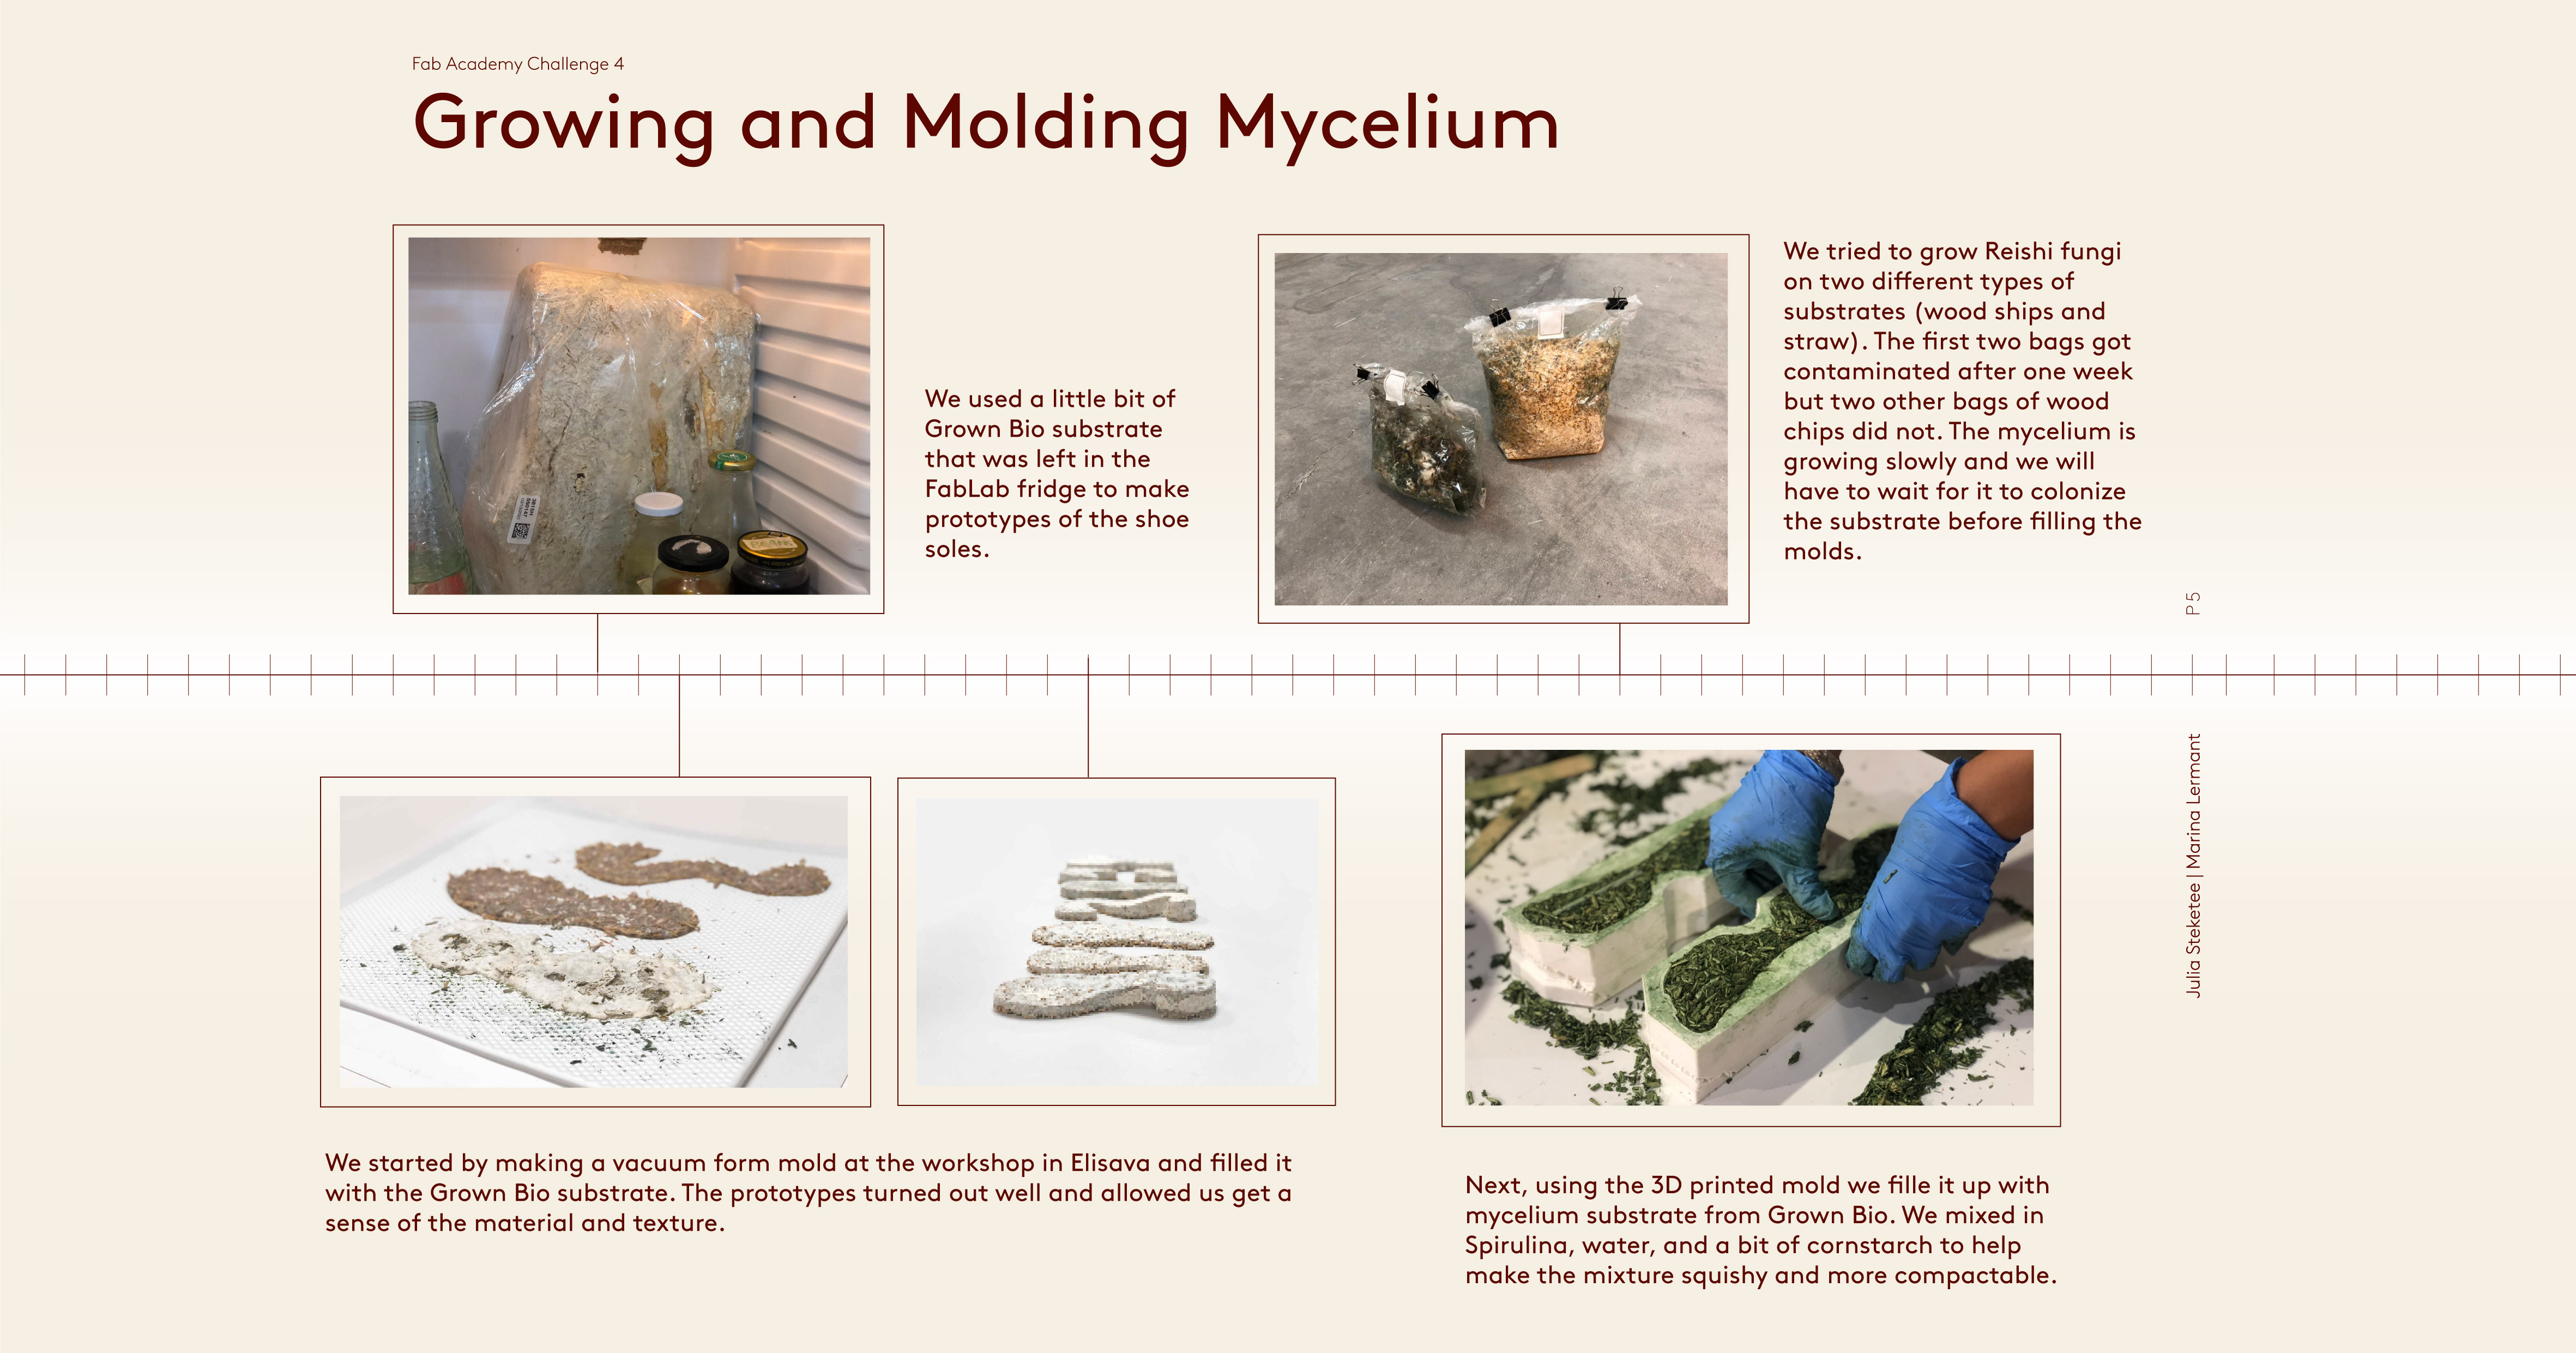 Fab Academy Challenge 4
Growing and Molding Mycelium
We used a little bit of
Grown Bio substrate
that was left in the
FabLab fridge to make
prototypes of the shoe
soles.
We tried to grow Reishi fungi
on two different types of
substrates (wood ships and
straw). The first two bags got
contaminated after one week
but two other bags of wood
chips did not. The mycelium is
growing slowly and we will
have to wait for it to colonize
the substrate before filling the
molds.
P 5
Julia Steketee | Marina Lermant
We started by making a vacuum form mold at the workshop in Elisava and filled it
with the Grown Bio substrate. The prototypes turned out well and allowed us get a
sense of the material and texture.
Next, using the 3D printed mold we fille it up with
mycelium substrate from Grown Bio. We mixed in
Spirulina, water, and a bit of cornstarch to help
make the mixture squishy and more compactable.